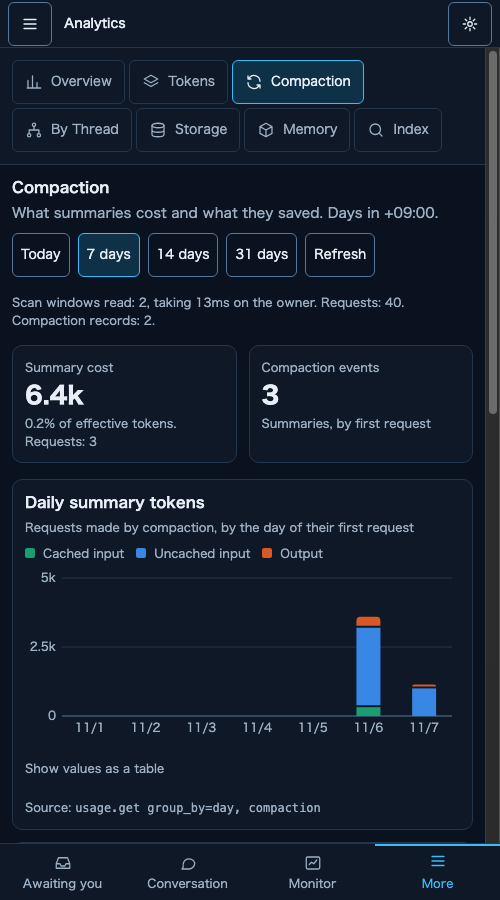 Analytics
Overview
Tokens
Compaction
By Thread
Storage
Memory
Index
Compaction
What summaries cost and what they saved. Days in +09:00.
Today
7 days
14 days
31 days
Refresh
Scan windows read: 2, taking 13ms on the owner. Requests: 40.
Compaction records: 2.
Summary cost
6.4k
0.2% of effective tokens.
Requests: 3
Compaction events
3
Summaries, by first request
Daily summary tokens
Requests made by compaction, by the day of their first request
Cached input
Uncached input
Output
5k
2.5k
0
11/1
11/2
11/3
11/4
11/5
11/6
11/7
Show values as a table
Source: usage.get group_by=day, compaction
Awaiting you
Conversation
Monitor
More